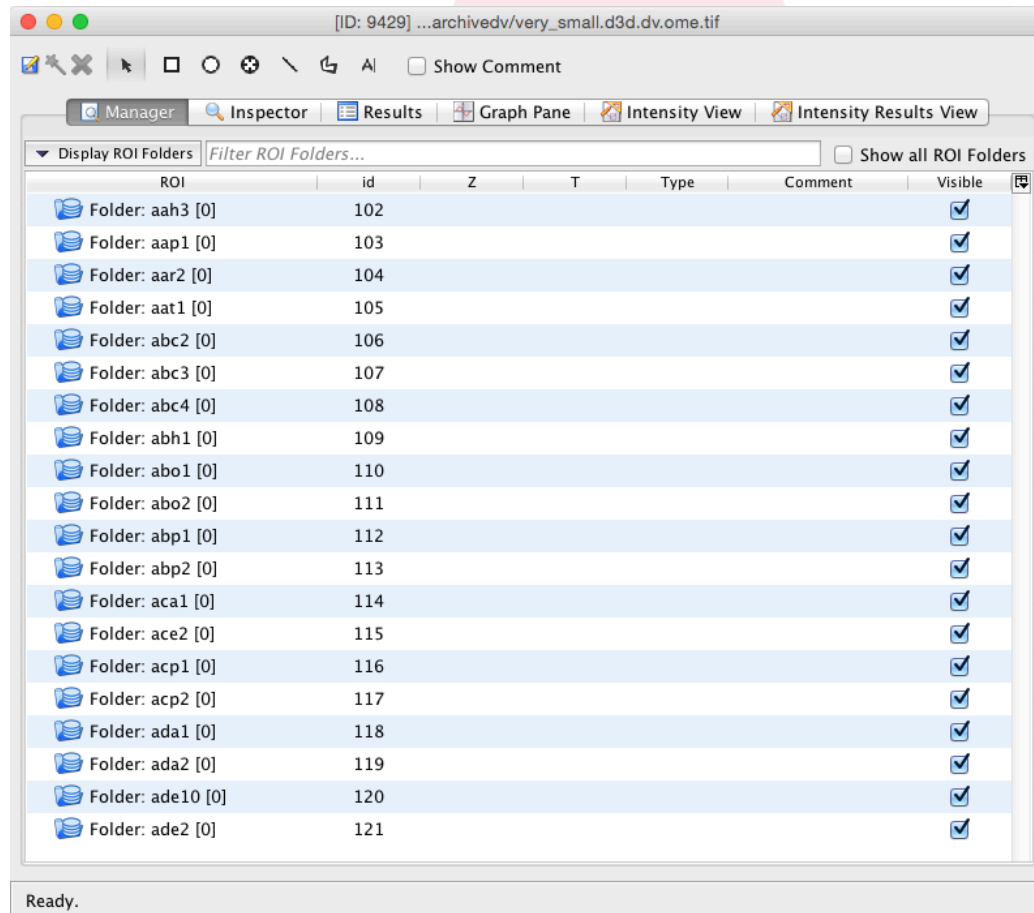 [ID: 9429] ...archivedv/very_small.d3d.dv.ome.tif
A| Show Comment
Manager Inspector Results Graph Pane Intensity View Intensity Results View
Display ROI Folders Filter ROI Folders... Show all ROI Folders
ROI id Z T Type Comment Visible
Folder: aah3 [0] 102
Folder: aap1 [0] 103
Folder: aar2 [0] 104
Folder: aat1 [0] 105
Folder: abc2 [0] 106
Folder: abc3 [0] 107
Folder: abc4 [0] 108
Folder: abh1 [0] 109
Folder: abo1 [0] 110
Folder: abo2 [0] 111
Folder: abp1 [0] 112
Folder: abp2 [0] 113
Folder: aca1 [0] 114
Folder: ace2 [0] 115
Folder: acp1 [0] 116
Folder: acp2 [0] 117
Folder: ada1 [0] 118
Folder: ada2 [0] 119
Folder: ade10 [0] 120
Folder: ade2 [0] 121
Ready.